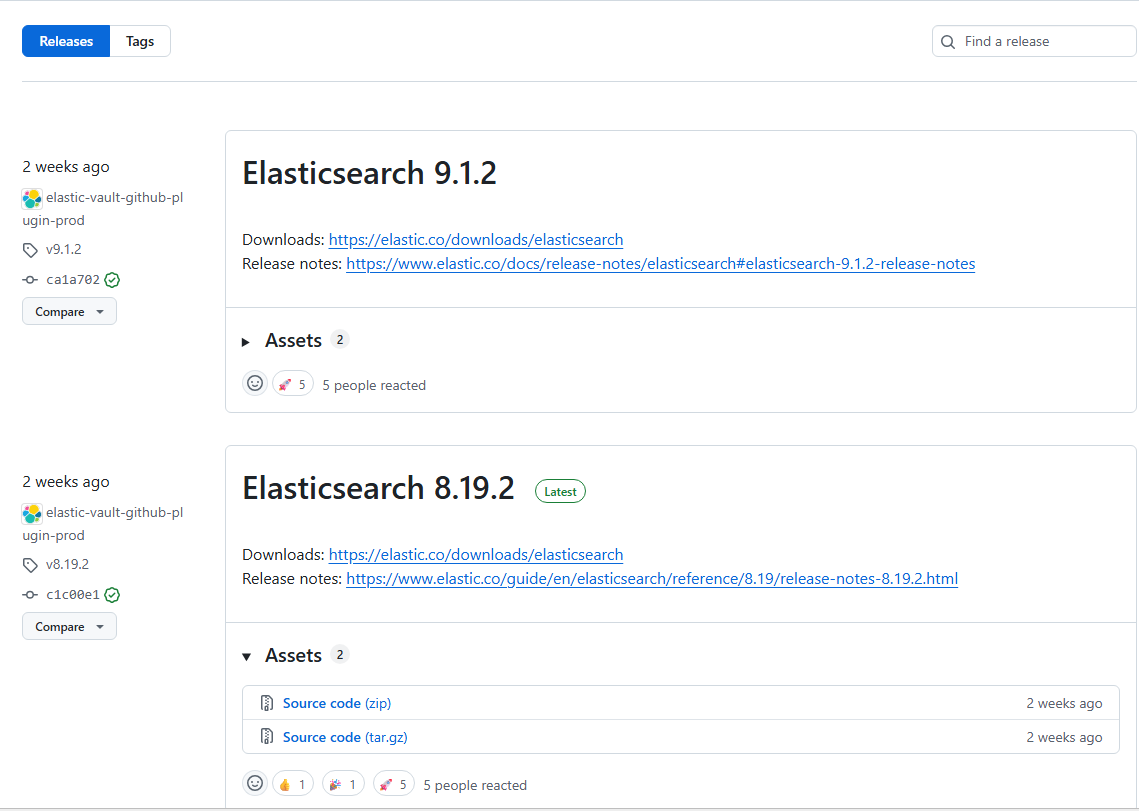 Releases
Tags
Find a release
2 weeks ago
elastic-vault-github-pl
ugin-prod
v9.1.2
ca1a702
Compare
Elasticsearch 9.1.2
Downloads: https://elastic.co/downloads/elasticsearch
Release notes: https://www.elastic.co/docs/release-notes/elasticsearch#elasticsearch-9.1.2-release-notes
Assets 2
5 5 people reacted
2 weeks ago
elastic-vault-github-pl
ugin-prod
v8.19.2
c1c00e1
Compare
Elasticsearch 8.19.2 Latest
Downloads: https://elastic.co/downloads/elasticsearch
Release notes: https://www.elastic.co/guide/en/elasticsearch/reference/8.19/release-notes-8.19.2.html
Assets 2
Source code (zip) 2 weeks ago
Source code (tar.gz) 2 weeks ago
1 1 5 5 people reacted